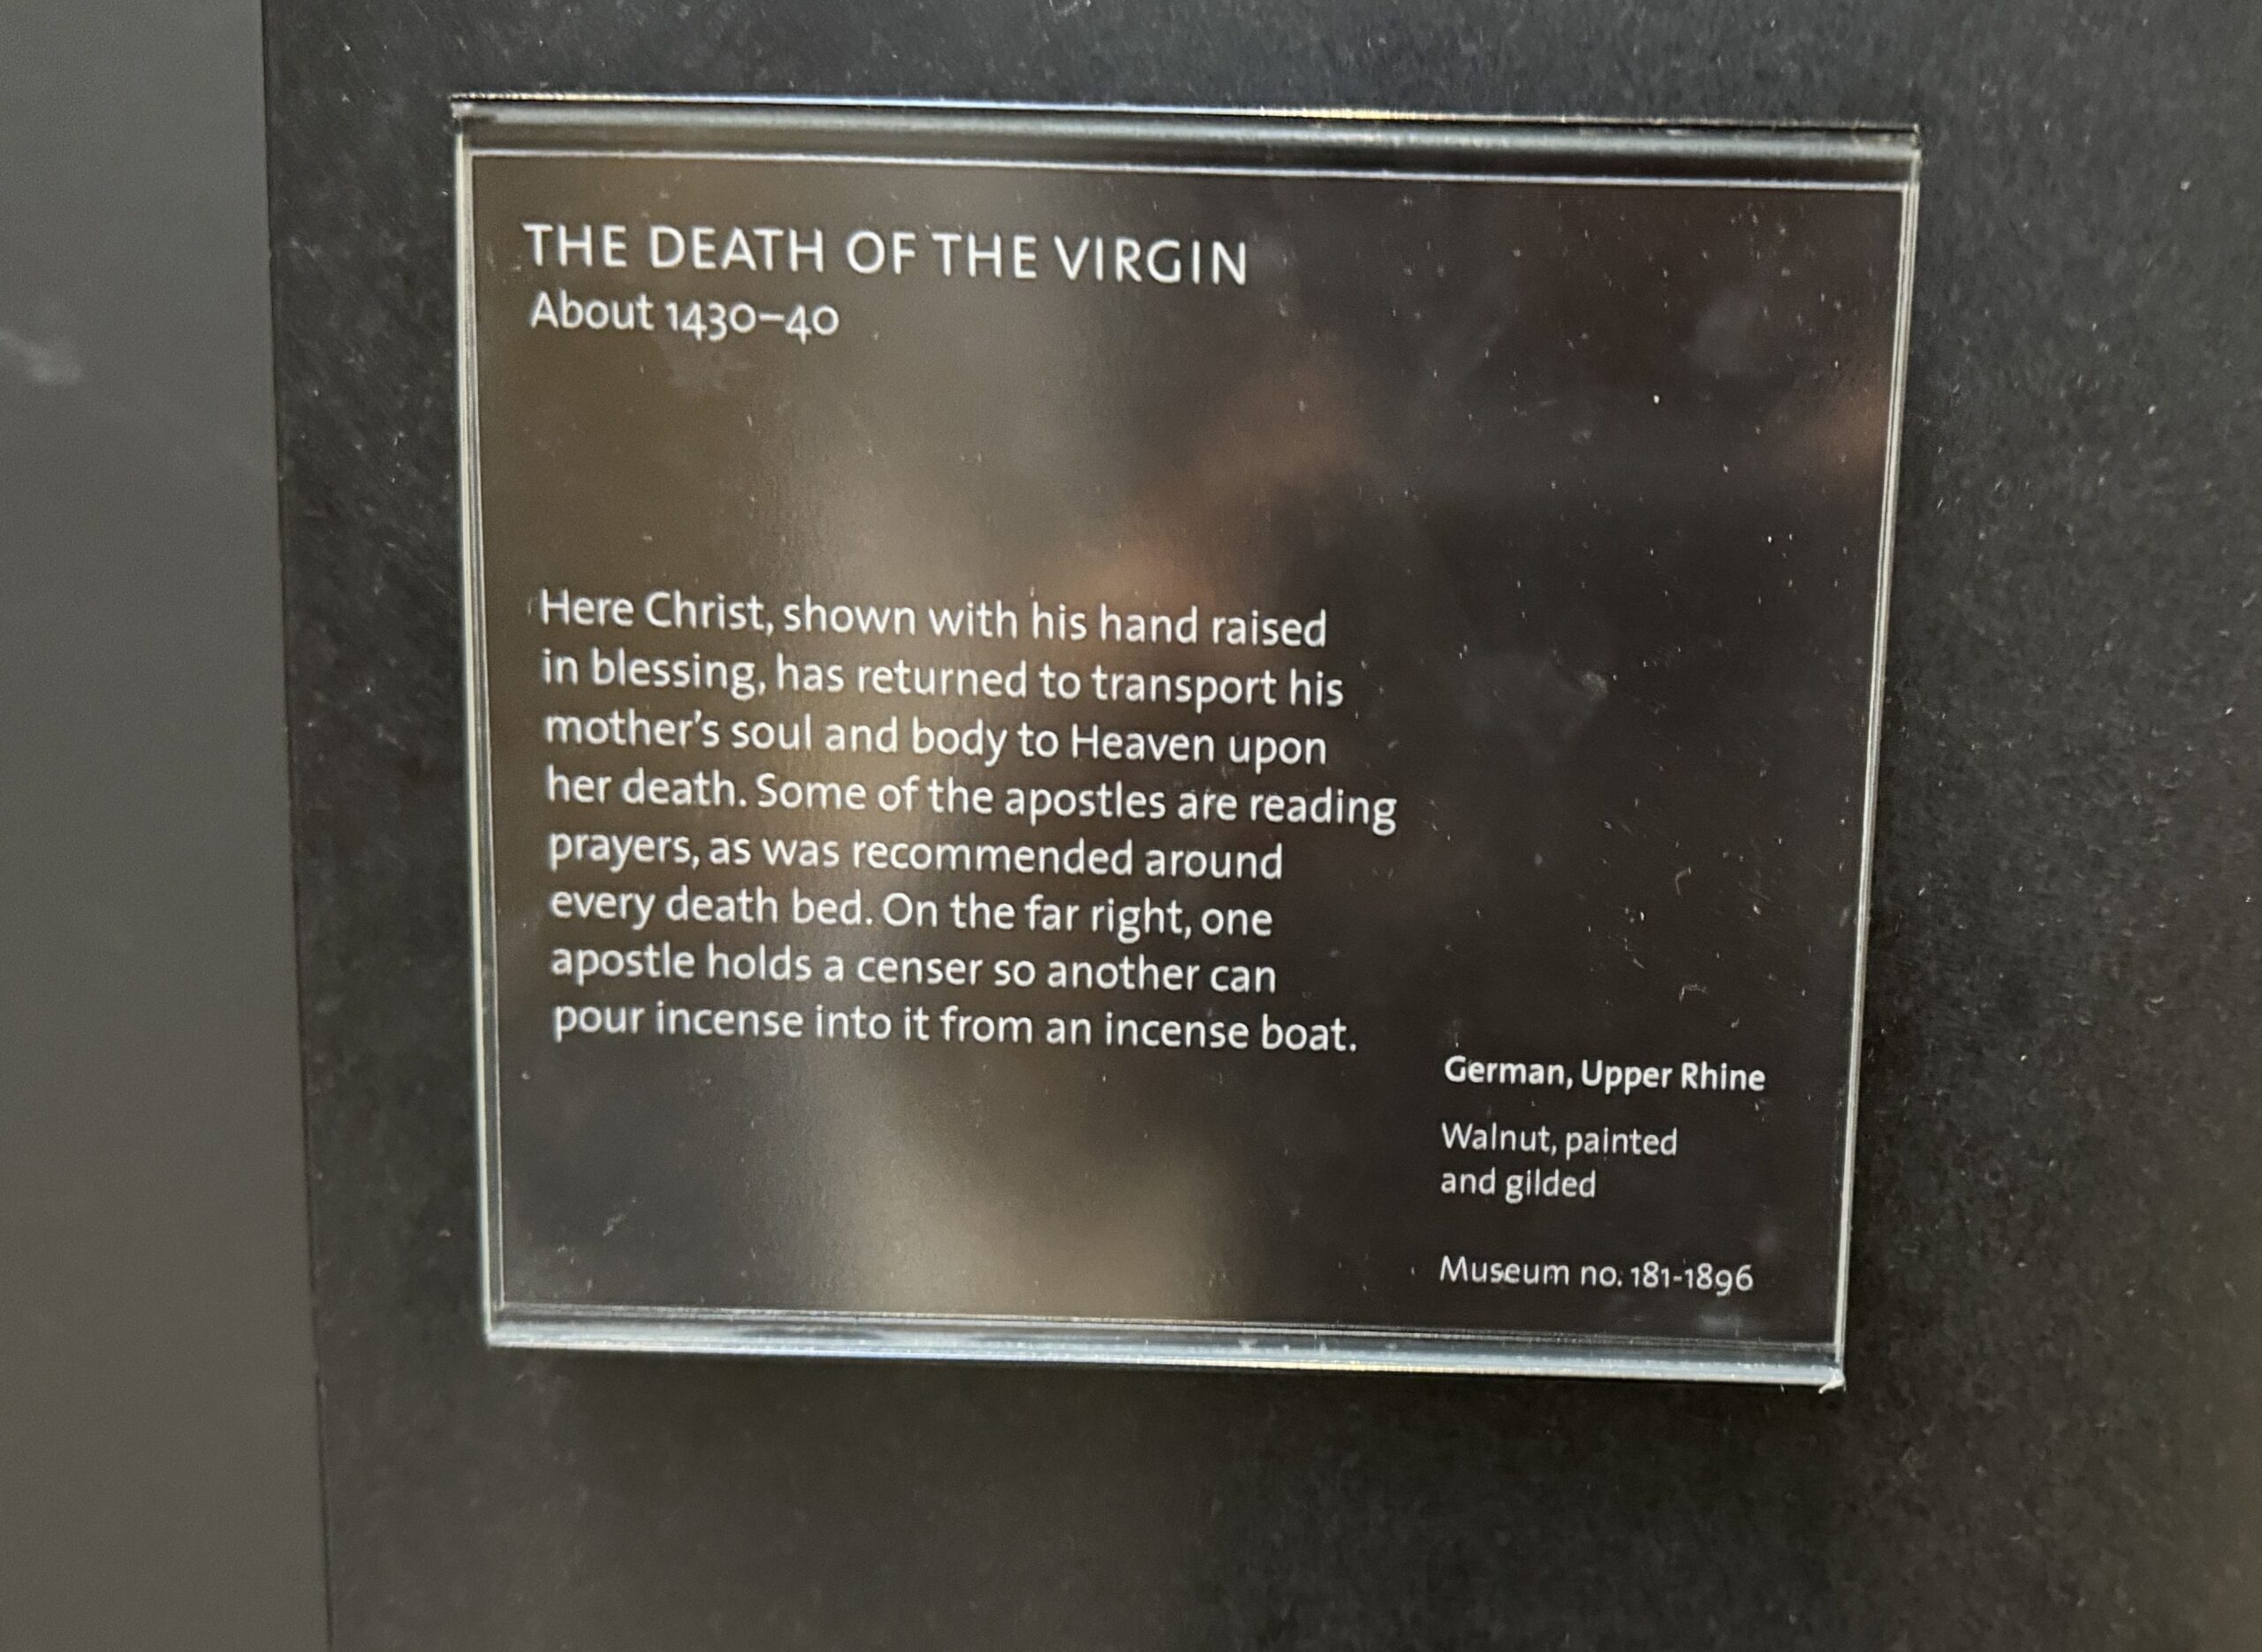 THE DEATH OF THE VIRGIN
About 1430–40
Here Christ, shown with his hand raised
in blessing, has returned to transport his
mother’s soul and body to Heaven upon
her death. Some of the apostles are reading
prayers, as was recommended around
every death bed. On the far right, one
apostle holds a censer so another can
pour incense into it from an incense boat.
German, Upper Rhine
Walnut, painted
and gilded
Museum no. 181-1896